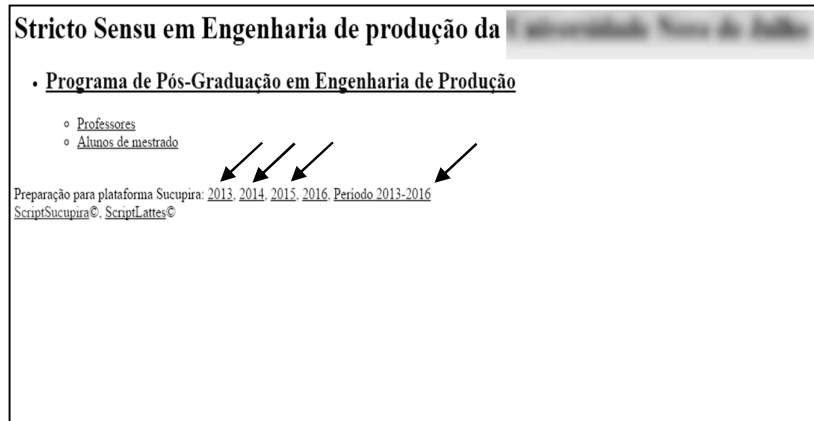 Stricto Sensu em Engenharia de produção da
Programa de Pós-Graduação em Engenharia de Produção
Professores
Alunos de mestrado
Preparação para plataforma Sucupira: 2013, 2014, 2015, 2016, Período 2013-2016
ScriptSucupira©, ScriptLattes©